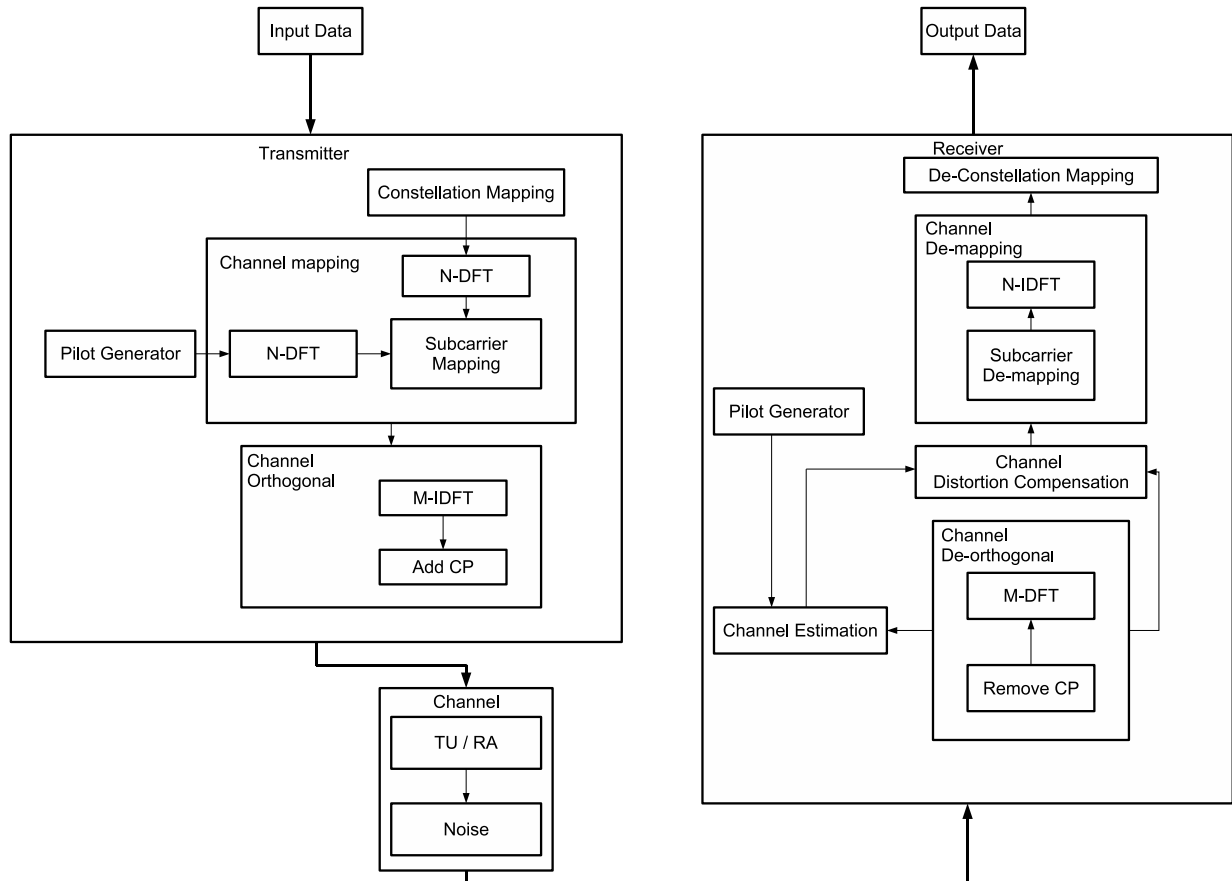 Input Data
Transmitter
Constellation Mapping
Channel mapping
N-DFT
Pilot Generator
N-DFT
Subcarrier
Mapping
Channel
Orthogonal
M-IDFT
Add CP
Channel
TU / RA
Noise
Output Data
Receiver
De-Constellation Mapping
Channel
De-mapping
N-IDFT
Subcarrier
De-mapping
Pilot Generator
Channel
Distortion Compensation
Channel
De-orthogonal
M-DFT
Channel Estimation
Remove CP